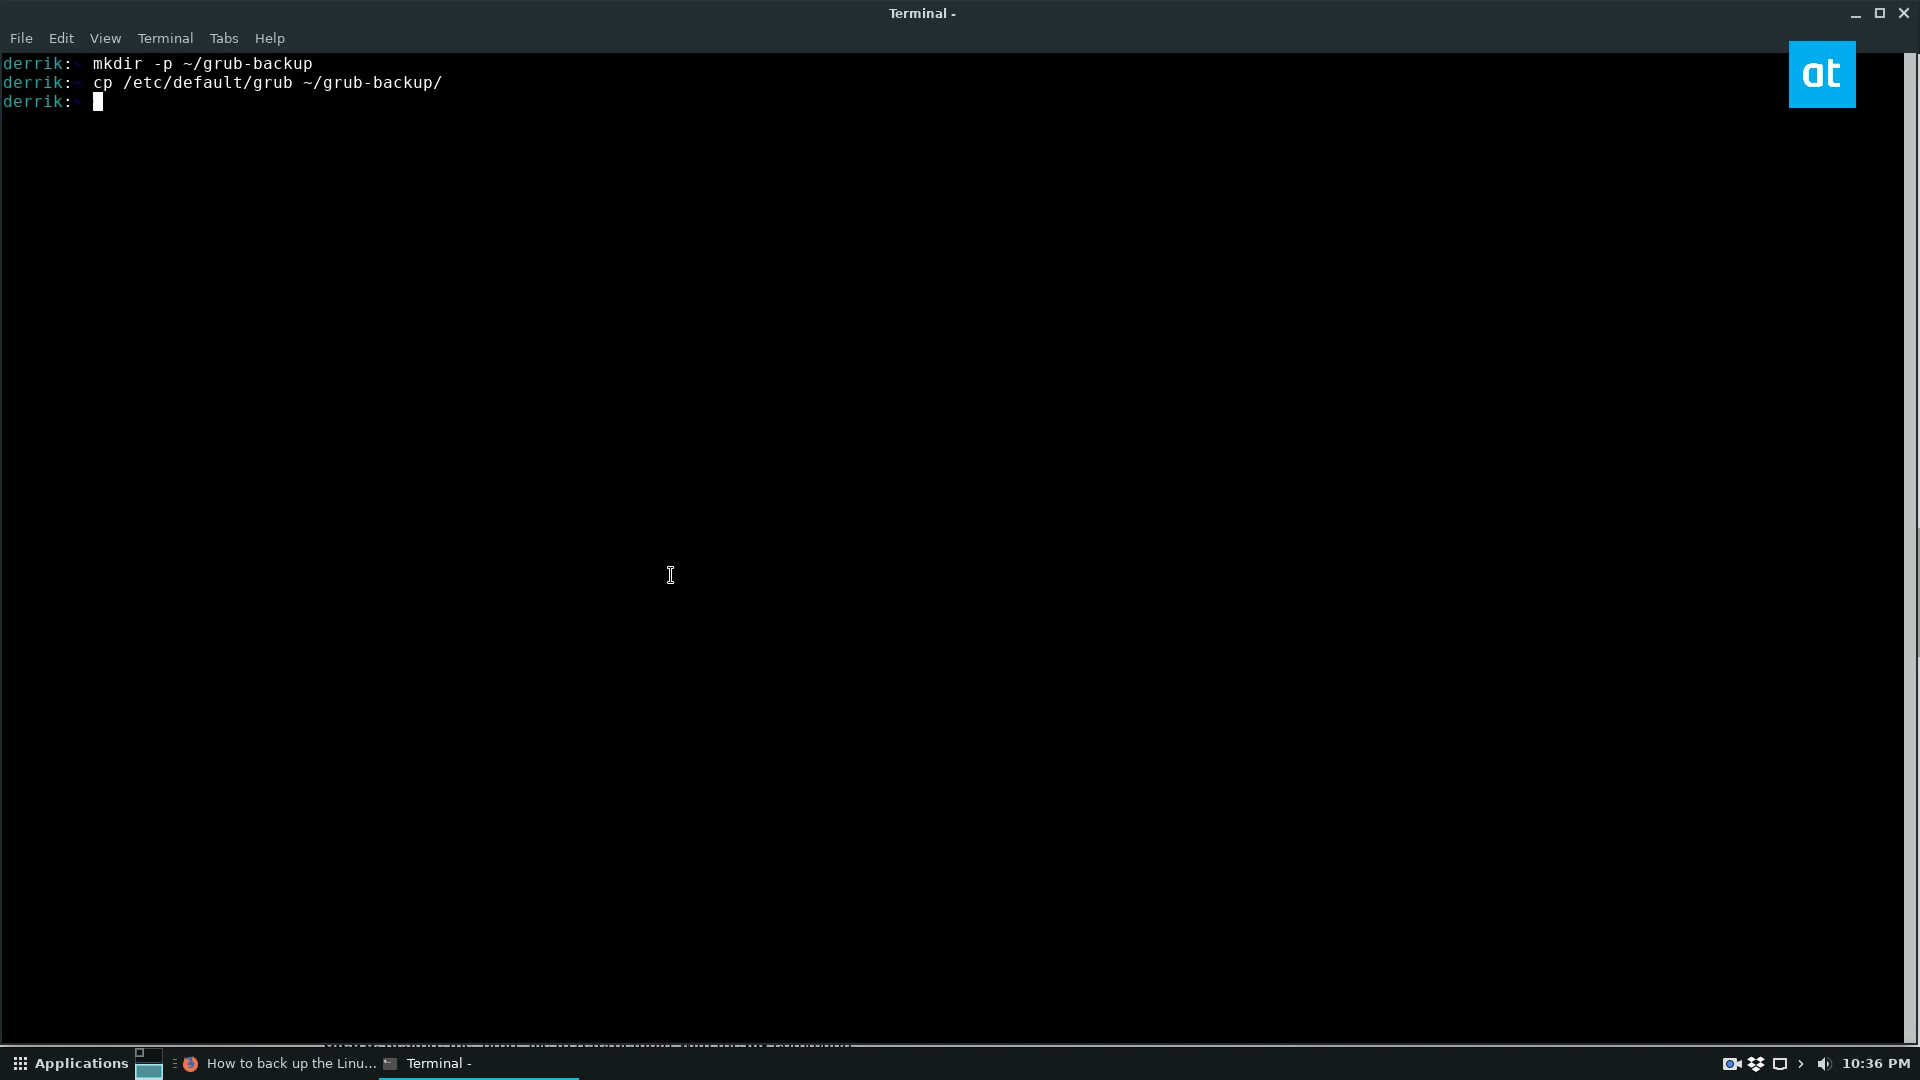 Terminal -
File Edit View Terminal Tabs Help
at
derrik:~ mkdir -p ~/grub-backup
derrik:~ cp /etc/default/grub ~/grub-backup/
derrik:~
Applications How to back up the Linu... Terminal - 10:36 PM